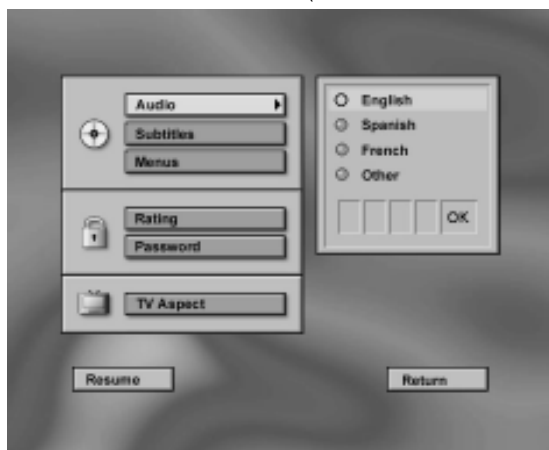 Audio
Subtitles
Menus
Rating
Password
TV Aspect
English
Spanish
French
Other
OK
Resume
Return